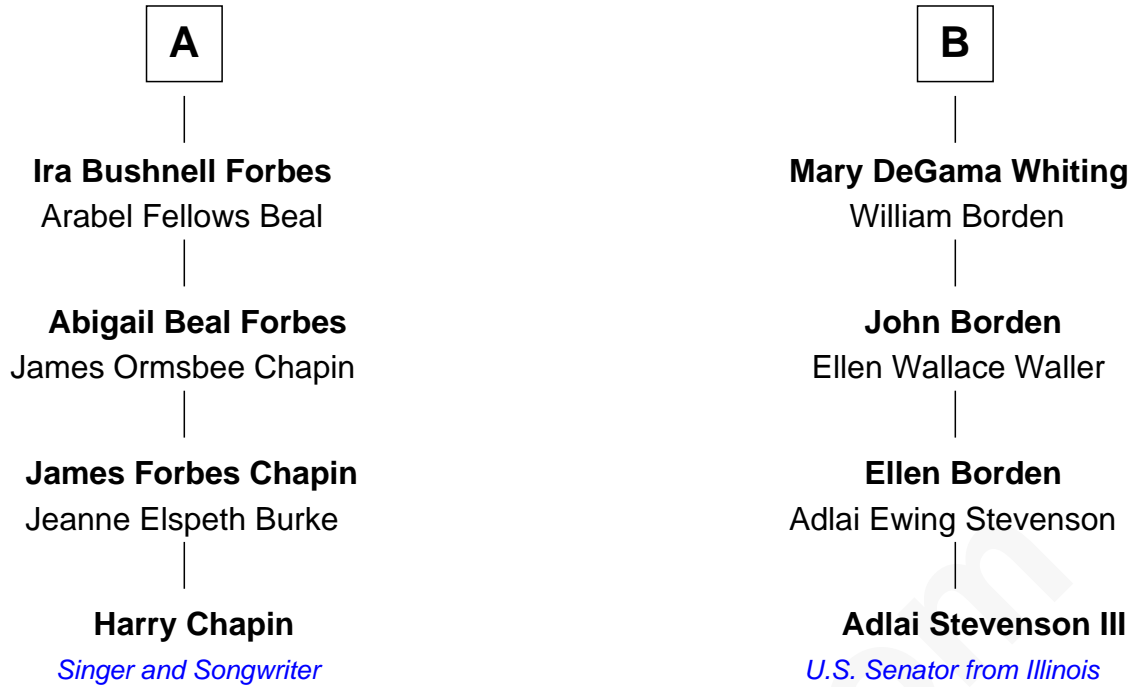 A
Ira Bushnell Forbes
Arabel Fellows Beal
Abigail Beal Forbes
James Ormsbee Chapin
James Forbes Chapin
Jeanne Elspeth Burke
Harry Chapin
Singer and Songwriter
B
Mary DeGama Whiting
William Borden
John Borden
Ellen Wallace Waller
Ellen Borden
Adlai Ewing Stevenson
Adlai Stevenson III
U.S. Senator from Illinois